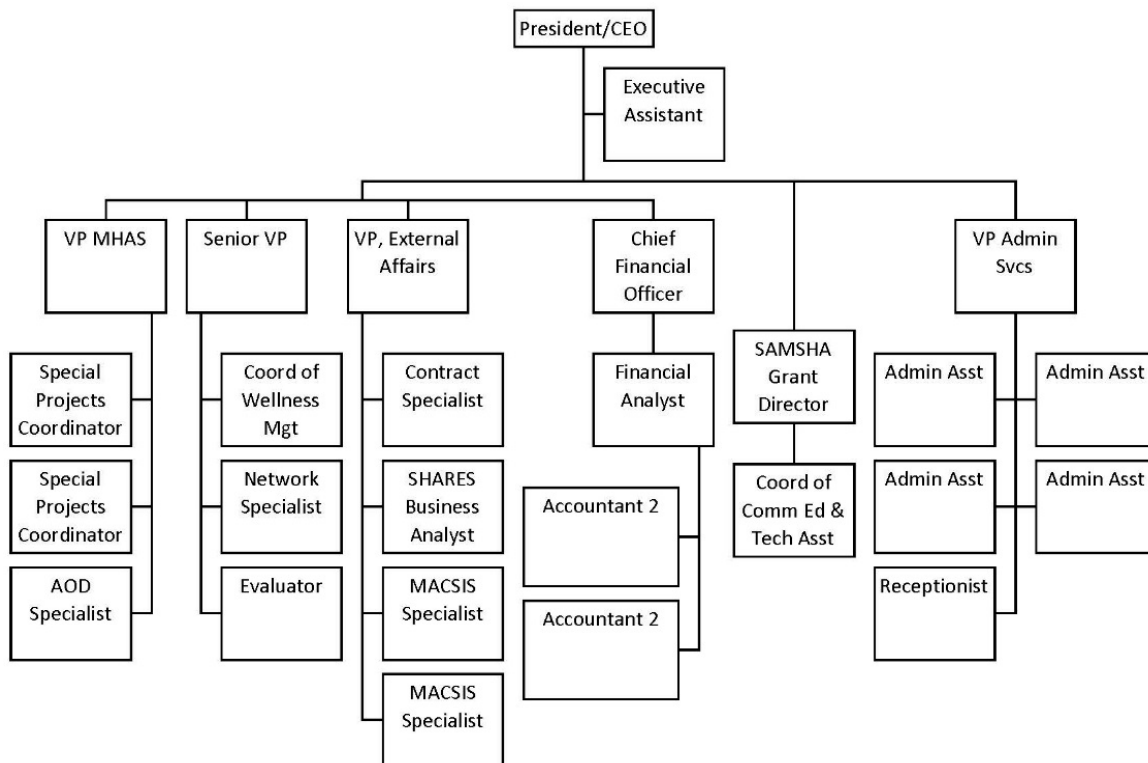 President/CEO
Executive
Assistant
VP MHAS
Senior VP
VP, External
Affairs
Chief
Financial
Officer
VP Admin
Svcs
Special
Projects
Coordinator
Special
Projects
Coordinator
AOD
Specialist
Coord of
Wellness
Mgt
Network
Specialist
Evaluator
Contract
Specialist
SHARES
Business
Analyst
MACSIS
Specialist
MACSIS
Specialist
Financial
Analyst
Accountant 2
Accountant 2
SAMSHA
Grant
Director
Coord of
Comm Ed &
Tech Asst
Admin Asst
Admin Asst
Admin Asst
Admin Asst
Receptionist